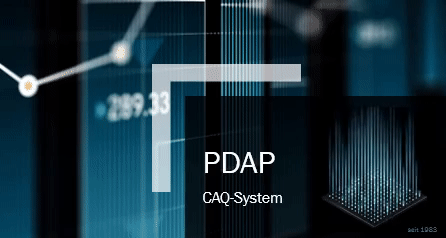 289.33
PDAP
CAQ-System
seit 1983